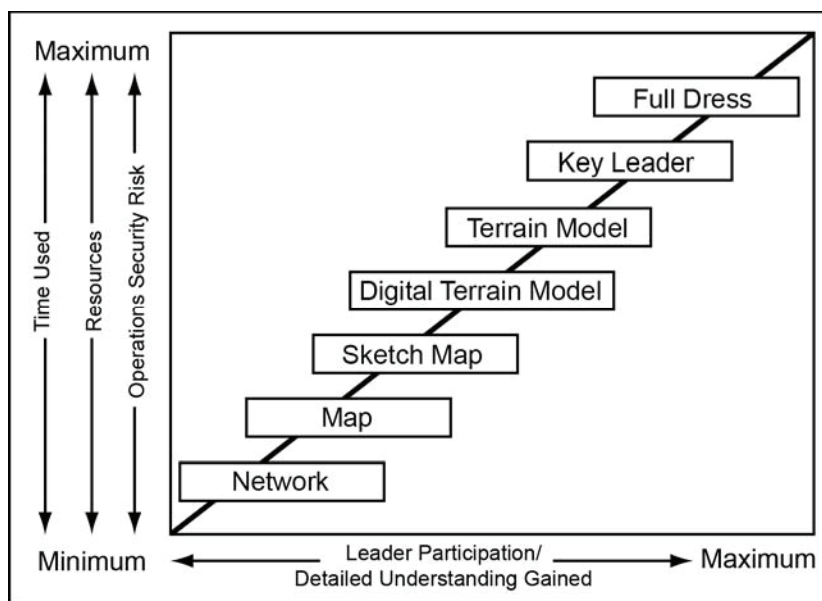 Maximum
Full Dress
Key Leader
Terrain Model
Digital Terrain Model
Sketch Map
Map
Network
Time Used
Resources
Operations Security Risk
Minimum
Leader Participation/
Detailed Understanding Gained
Maximum